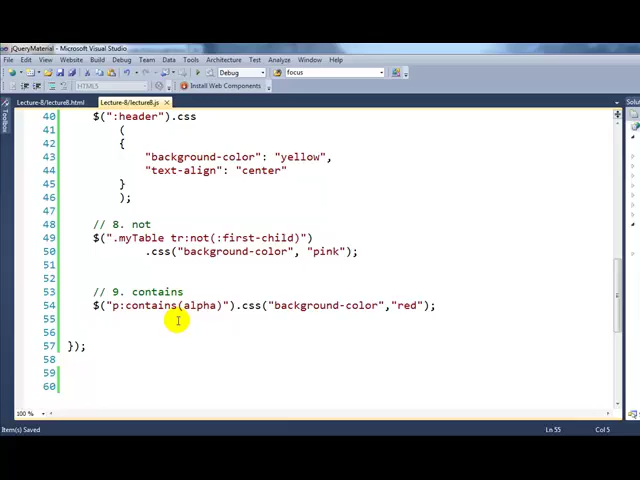 jQueryMaterial - Microsoft Visual Studio
File Edit View Website Build Debug Team Data Tools Architecture Test Analyze Window Help
Debug focus
HTML5 Install Web Components
Lecture-8/lecture8.html Lecture-8/lecture8.js
Toolbox
40 $(":header").css
41 (
42 {
43 "background-color": "yellow",
44 "text-align": "center"
45 }
46 );
47
48 // 8. not
49 $(".myTable tr:not(:first-child)")
50 .css("background-color", "pink");
51
52
53 // 9. contains
54 $("p:contains(alpha)").css("background-color","red");
55
56
57 });
58
59
60
100 %
Item(s) Saved Ln 55 Col 5